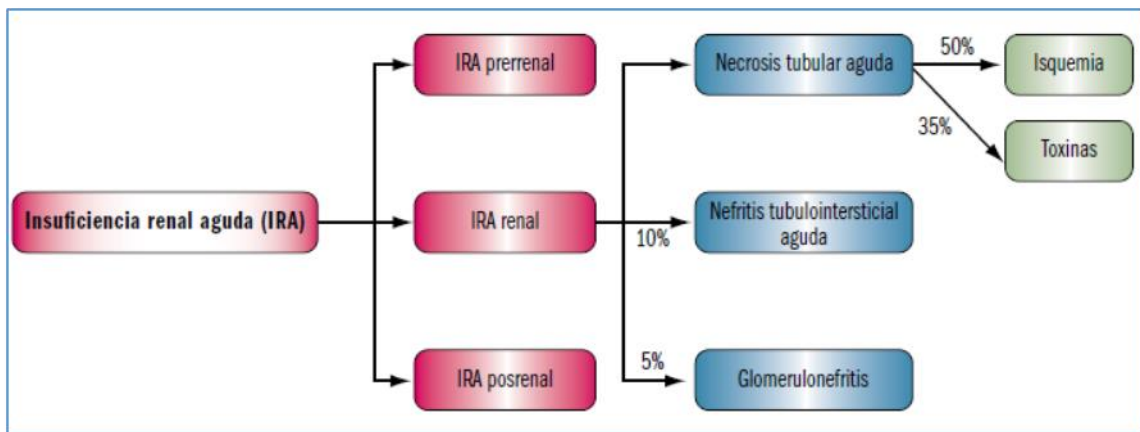 IRA prerrenal
Necrosis tubular aguda
50%
Isquemia
35%
Toxinas
Insuficiencia renal aguda (IRA)
IRA renal
10%
Nefritis tubulointersticial
aguda
IRA posrenal
5%
Glomerulonefritis